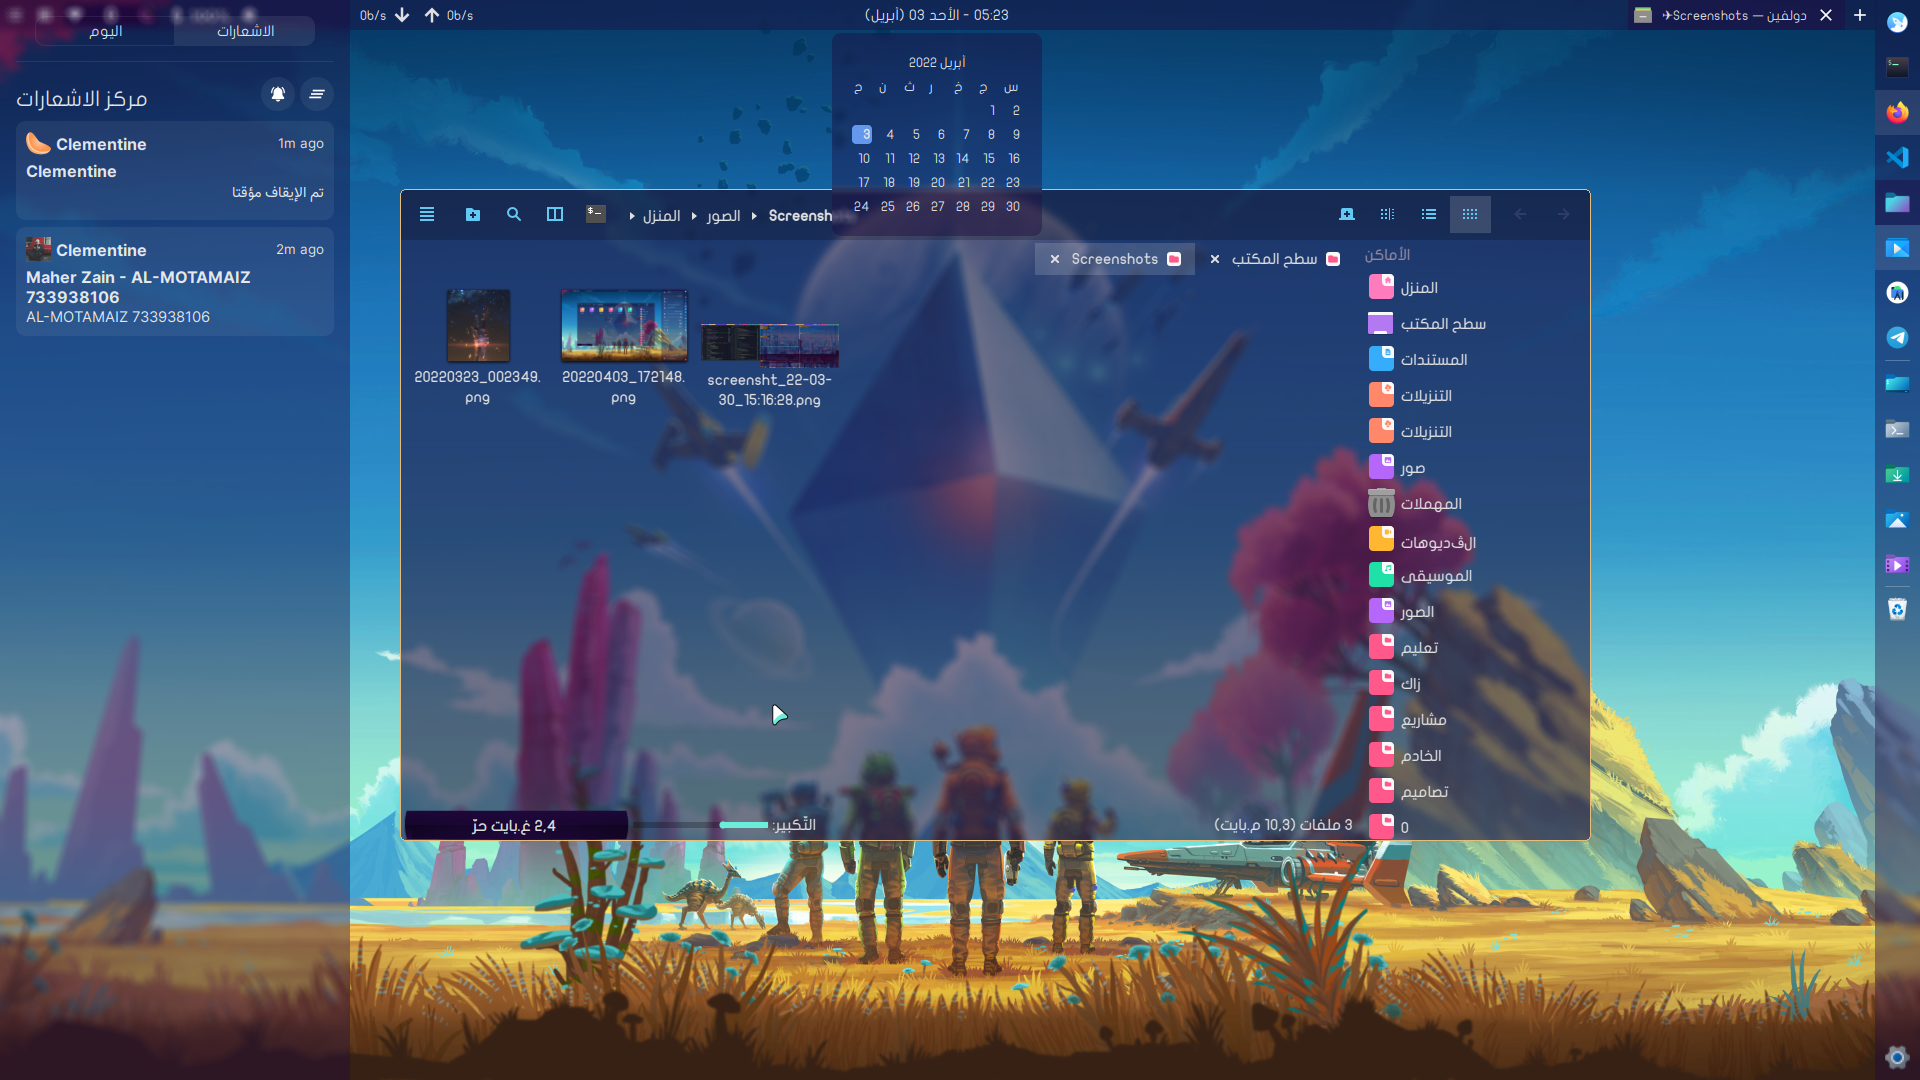 اليوم
الاشعارات
مركز الاشعارات
Clementine
1m ago
Clementine
تم الإيقاف مؤقتا
Clementine
2m ago
Maher Zain - AL-MOTAMAIZ
733938106
AL-MOTAMAIZ 733938106
0b/s
0b/s
05:23 - الأحد 03 (أبريل)
Screenshots — دولفين
أبريل 2022
ح ن ث ر خ ج س
1 2
3 4 5 6 7 8 9
10 11 12 13 14 15 16
17 18 19 20 21 22 23
24 25 26 27 28 29 30
المنزل
الصور
Screensh
Screenshots
سطح المكتب
20220323_002349.
png
20220403_172148.
png
screensht_22-03-
30_15:16:28.png
الأماكن
المنزل
سطح المكتب
المستندات
التنزيلات
التنزيلات
صور
المهملات
الڤديوهات
الموسيقى
الصور
تعليم
زاك
مشاريع
الخادم
تصاميم
0
2,4 غ.بايت حرّ
التّكبير:
3 ملفات (10,3 م.بايت)